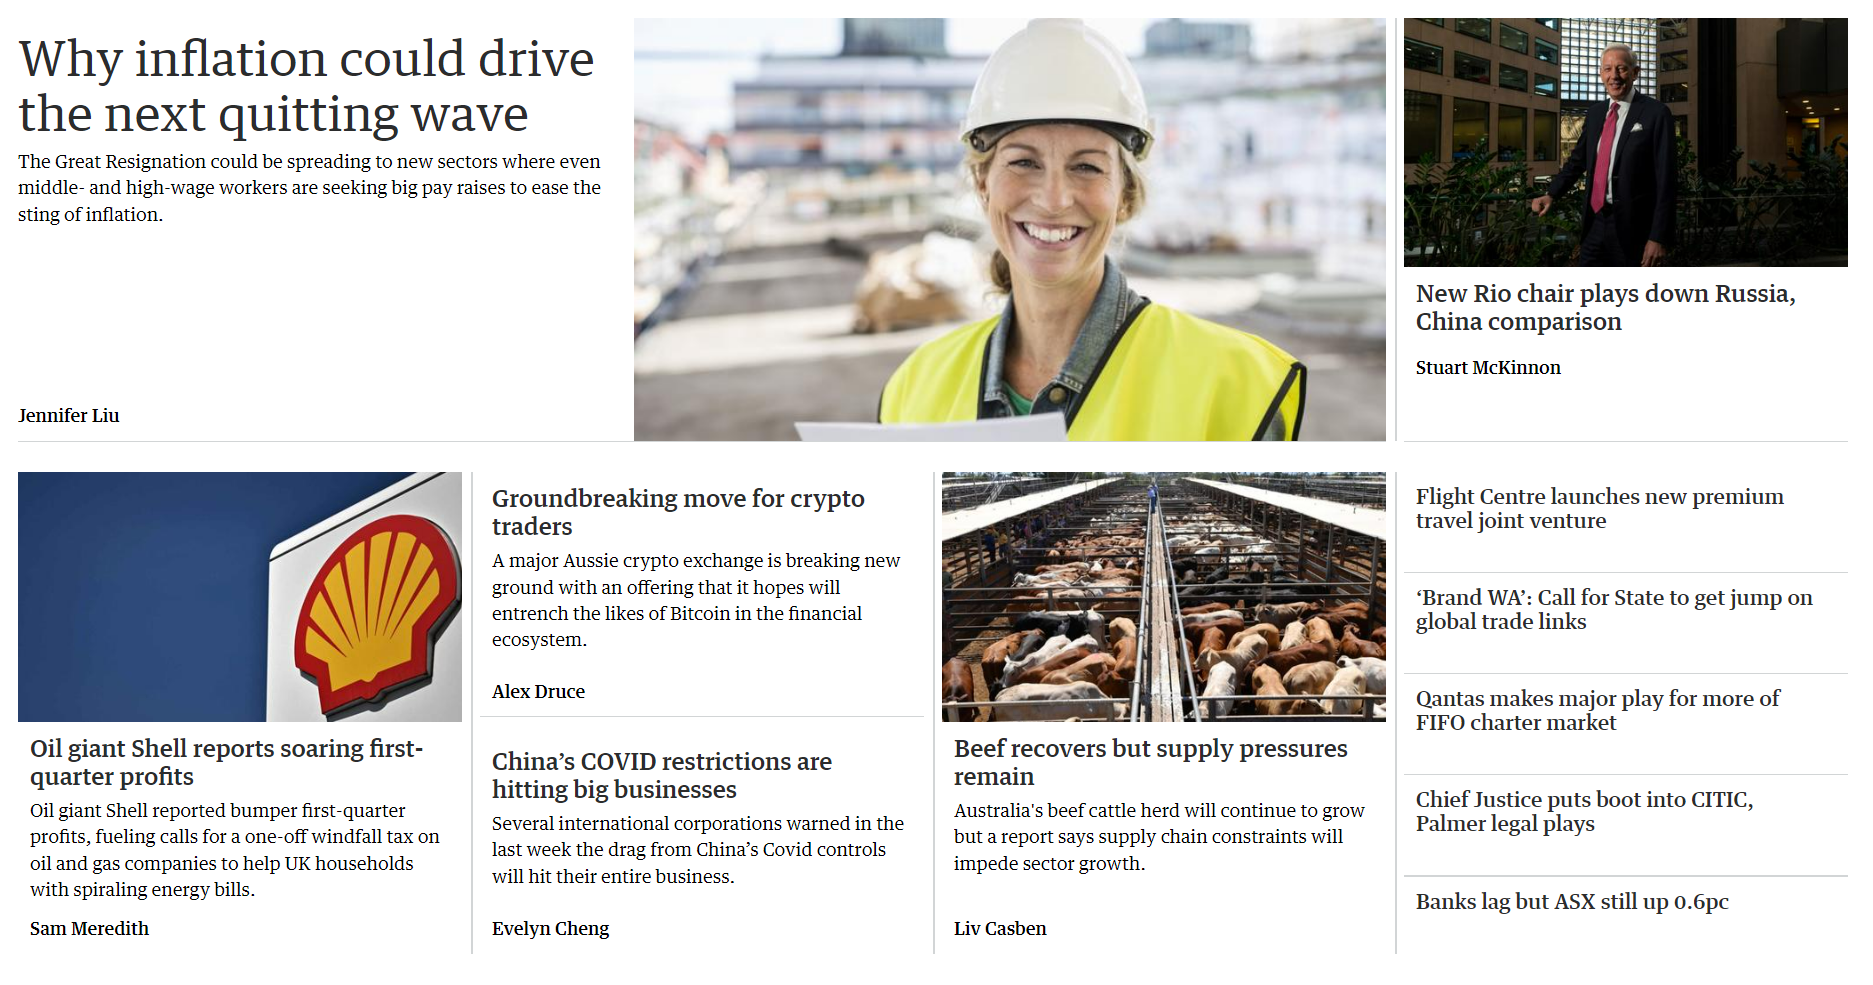 Why inflation could drive
the next quitting wave
The Great Resignation could be spreading to new sectors where even
middle- and high-wage workers are seeking big pay raises to ease the
sting of inflation.
Jennifer Liu
New Rio chair plays down Russia,
China comparison
Stuart McKinnon
Oil giant Shell reports soaring first-
quarter profits
Oil giant Shell reported bumper first-quarter
profits, fueling calls for a one-off windfall tax on
oil and gas companies to help UK households
with spiraling energy bills.
Sam Meredith
Groundbreaking move for crypto
traders
A major Aussie crypto exchange is breaking new
ground with an offering that it hopes will
entrench the likes of Bitcoin in the financial
ecosystem.
Alex Druce
China’s COVID restrictions are
hitting big businesses
Several international corporations warned in the
last week the drag from China’s Covid controls
will hit their entire business.
Evelyn Cheng
Beef recovers but supply pressures
remain
Australia's beef cattle herd will continue to grow
but a report says supply chain constraints will
impede sector growth.
Liv Casben
Flight Centre launches new premium
travel joint venture
‘Brand WA’: Call for State to get jump on
global trade links
Qantas makes major play for more of
FIFO charter market
Chief Justice puts boot into CITIC,
Palmer legal plays
Banks lag but ASX still up 0.6pc